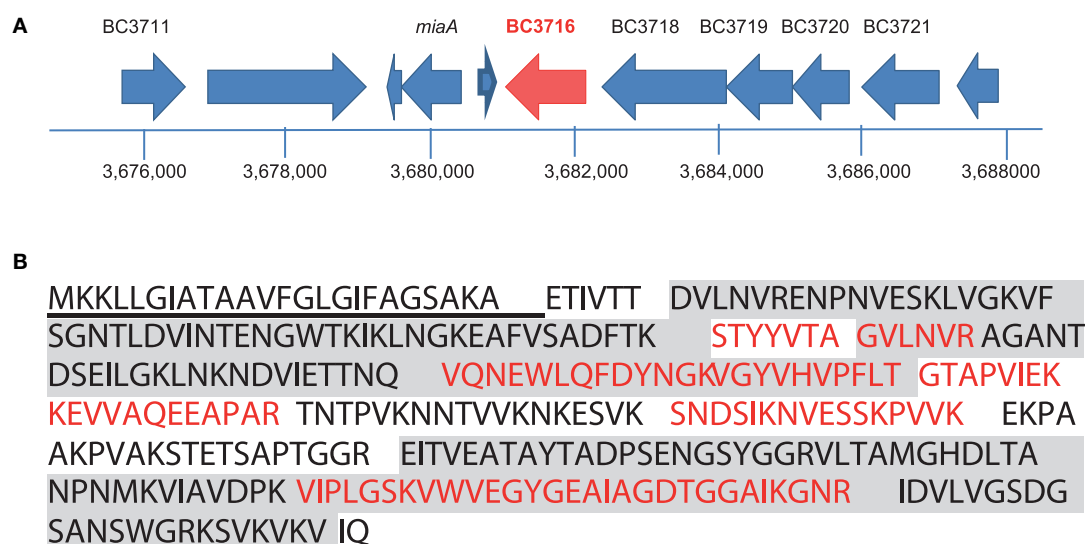 A
BC3711 miaA BC3716 BC3718 BC3719 BC3720 BC3721
3,676,000 3,678,000 3,680,000 3,682,000 3,684,000 3,686,000 3,688000
B
MKKLLGIATAAVFGLGIFAGSAKA ETIVTT DVLNVRENPNVESKLVGKVF
SGNTLDVINTENGWTKIKLNGKEAFVSADFTK STYYVTA GVLNVR AGANT
DSEILGKLNKNDVIETTNQ VQNEWLQFDYNGKVGYVHVPFLT GTAPVIEK
KEVVAQEEAPAR TNTPVKNNTVVKNKESVK SNDSIKNVESSKPVVK EKPA
AKPVAKSTETSAPTGGR EITVEATAYTADPSENGSYGGRVLTAMGHDLTA
NPNMKVIAVDPK VIPLGSKVWVEGYGEAIAGDTGGAIKGNR IDVLVGSDG
SANSWGRKSVKVKV IQ